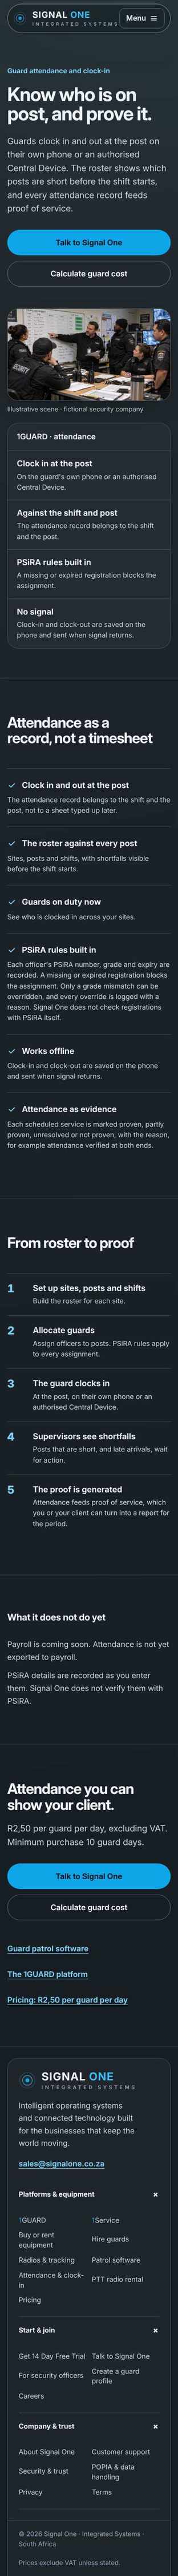 SIGNAL ONE
INTEGRATED SYSTEMS
Menu
Guard attendance and clock-in
Know who is on
post, and prove it.
Guards clock in and out at the post on
their own phone or an authorised
Central Device. The roster shows which
posts are short before the shift starts,
and every attendance record feeds
proof of service.
Talk to Signal One
Calculate guard cost
Illustrative scene · fictional security company
1GUARD · attendance
Clock in at the post
On the guard's own phone or an authorised
Central Device.
Against the shift and post
The attendance record belongs to the shift
and the post.
PSiRA rules built in
A missing or expired registration blocks the
assignment.
No signal
Clock-in and clock-out are saved on the
phone and sent when signal returns.
Attendance as a
record, not a timesheet
Clock in and out at the post
The attendance record belongs to the shift and the
post, not to a sheet typed up later.
The roster against every post
Sites, posts and shifts, with shortfalls visible
before the shift starts.
Guards on duty now
See who is clocked in across your sites.
PSiRA rules built in
Each officer's PSiRA number, grade and expiry are
recorded. A missing or expired registration blocks
the assignment. Only a grade mismatch can be
overridden, and every override is logged with a
reason. Signal One does not check registrations
with PSiRA itself.
Works offline
Clock-in and clock-out are saved on the phone
and sent when signal returns.
Attendance as evidence
Each scheduled service is marked proven, partly
proven, unresolved or not proven, with the reason,
for example attendance verified at both ends.
From roster to proof
1
Set up sites, posts and shifts
Build the roster for each site.
2
Allocate guards
Assign officers to posts. PSiRA rules apply
to every assignment.
3
The guard clocks in
At the post, on their own phone or an
authorised Central Device.
4
Supervisors see shortfalls
Posts that are short, and late arrivals, wait
for action.
5
The proof is generated
Attendance feeds proof of service, which
you or your client can turn into a report for
the period.
What it does not do yet
Payroll is coming soon. Attendance is not yet
exported to payroll.
PSiRA details are recorded as you enter
them. Signal One does not verify them with
PSiRA.
Attendance you can
show your client.
R2,50 per guard per day, excluding VAT.
Minimum purchase 10 guard days.
Talk to Signal One
Calculate guard cost
Guard patrol software
The 1GUARD platform
Pricing: R2,50 per guard per day
SIGNAL ONE
INTEGRATED SYSTEMS
Intelligent operating systems
and connected technology built
for the businesses that keep the
world moving.
sales@signalone.co.za
Platforms & equipment
1GUARD
1Service
Buy or rent
equipment
Hire guards
Radios & tracking
Patrol software
Attendance & clock-
in
PTT radio rental
Pricing
Start & join
Get 14 Day Free Trial
Talk to Signal One
For security officers
Create a guard
profile
Careers
Company & trust
About Signal One
Customer support
Security & trust
POPIA & data
handling
Privacy
Terms
© 2026 Signal One · Integrated Systems ·
South Africa
Prices exclude VAT unless stated.